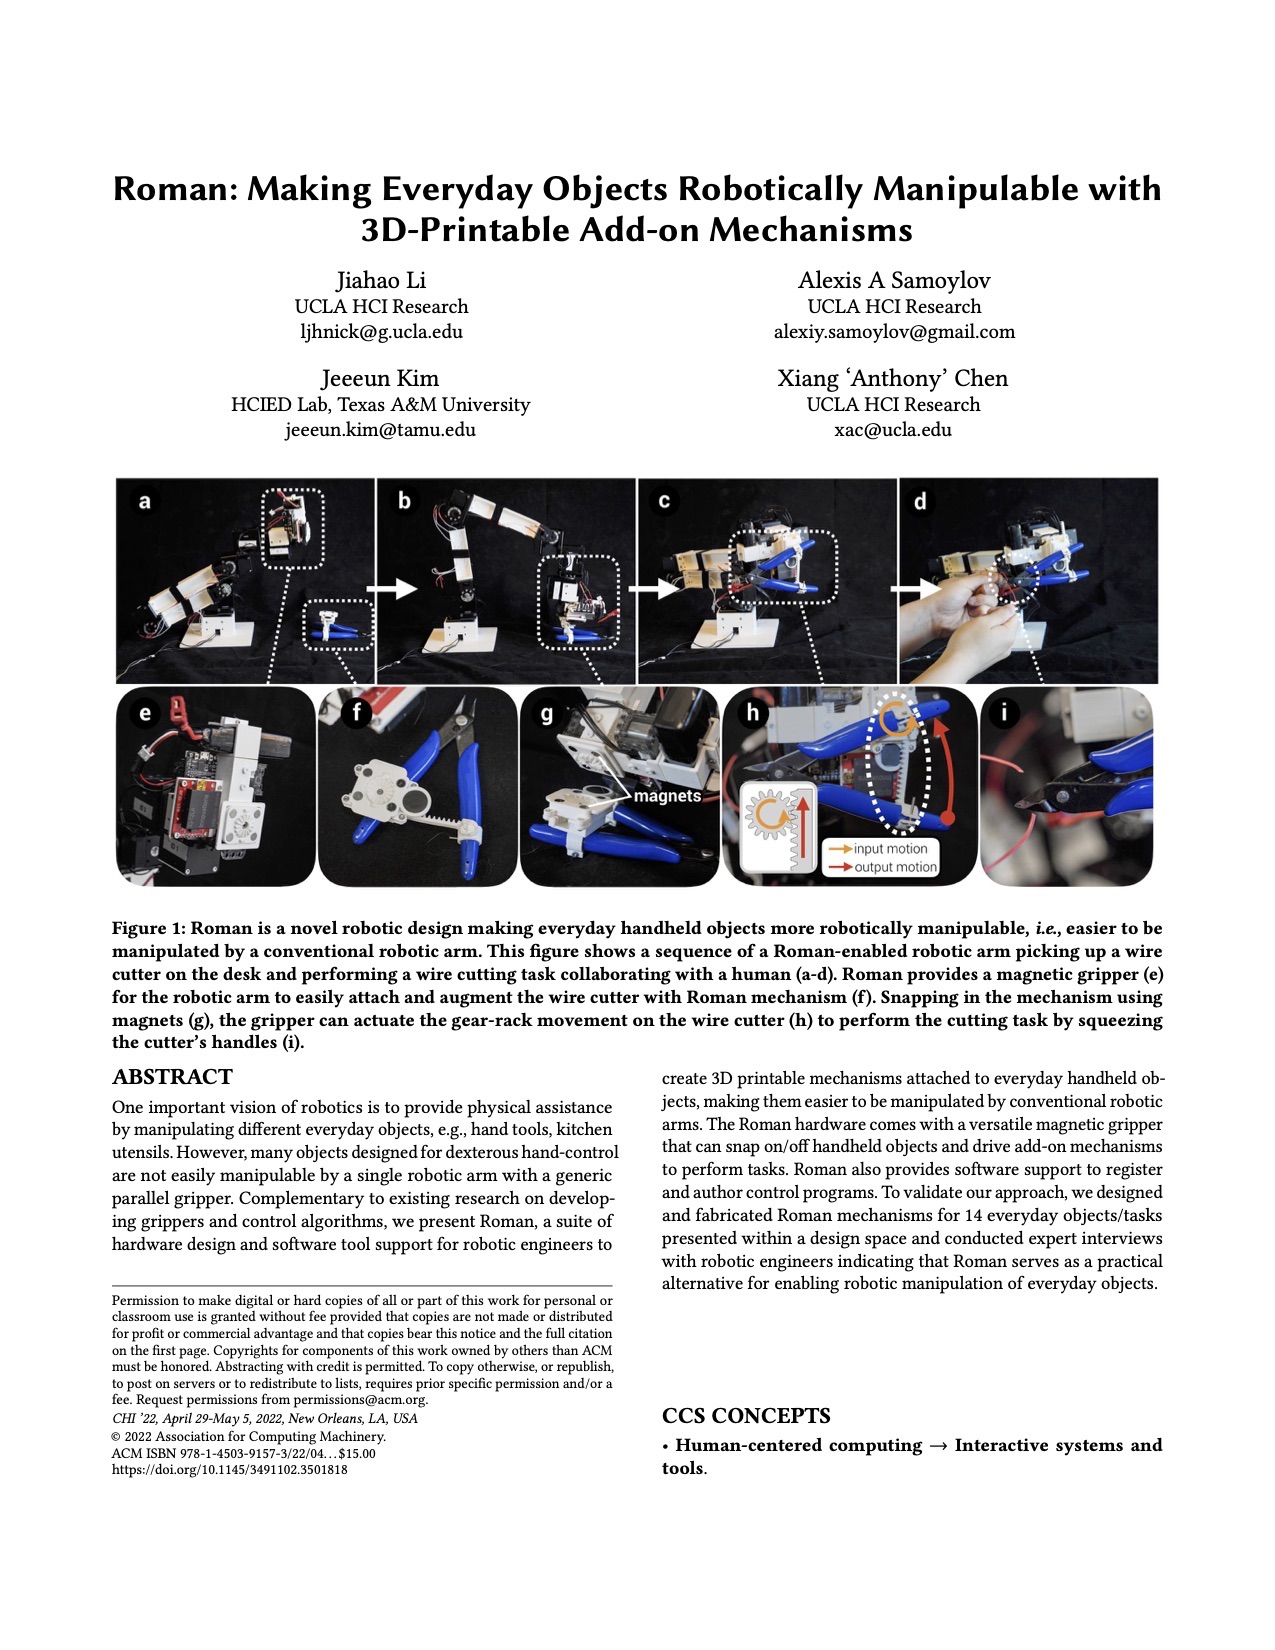 Roman: Making Everyday Objects Robotically Manipulable with
3D-Printable Add-on Mechanisms
Jiahao Li
UCLA HCI Research
ljhnick@g.ucla.edu
Alexis A Samoylov
UCLA HCI Research
alexiy.samoylov@gmail.com
Jeeeun Kim
HCIED Lab, Texas A&M University
jeeeun.kim@tamu.edu
Xiang ‘Anthony’ Chen
UCLA HCI Research
xac@ucla.edu
a
b
c
d
e
f
g
magnets
h
input motion
output motion
i
Figure 1: Roman is a novel robotic design making everyday handheld objects more robotically manipulable, i.e., easier to be
manipulated by a conventional robotic arm. This figure shows a sequence of a Roman-enabled robotic arm picking up a wire
cutter on the desk and performing a wire cutting task collaborating with a human (a-d). Roman provides a magnetic gripper (e)
for the robotic arm to easily attach and augment the wire cutter with Roman mechanism (f). Snapping in the mechanism using
magnets (g), the gripper can actuate the gear-rack movement on the wire cutter (h) to perform the cutting task by squeezing
the cutter’s handles (i).
ABSTRACT
One important vision of robotics is to provide physical assistance
by manipulating different everyday objects, e.g., hand tools, kitchen
utensils. However, many objects designed for dexterous hand-control
are not easily manipulable by a single robotic arm with a generic
parallel gripper. Complementary to existing research on develop-
ing grippers and control algorithms, we present Roman, a suite of
hardware design and software tool support for robotic engineers to
create 3D printable mechanisms attached to everyday handheld ob-
jects, making them easier to be manipulated by conventional robotic
arms. The Roman hardware comes with a versatile magnetic gripper
that can snap on/off handheld objects and drive add-on mechanisms
to perform tasks. Roman also provides software support to register
and author control programs. To validate our approach, we designed
and fabricated Roman mechanisms for 14 everyday objects/tasks
presented within a design space and conducted expert interviews
with robotic engineers indicating that Roman serves as a practical
alternative for enabling robotic manipulation of everyday objects.
Permission to make digital or hard copies of all or part of this work for personal or
classroom use is granted without fee provided that copies are not made or distributed
for profit or commercial advantage and that copies bear this notice and the full citation
on the first page. Copyrights for components of this work owned by others than ACM
must be honored. Abstracting with credit is permitted. To copy otherwise, or republish,
to post on servers or to redistribute to lists, requires prior specific permission and/or a
fee. Request permissions from permissions@acm.org.
CHI ’22, April 29-May 5, 2022, New Orleans, LA, USA
© 2022 Association for Computing Machinery.
ACM ISBN 978-1-4503-9157-3/22/04…$15.00
https://doi.org/10.1145/3491102.3501818
CCS CONCEPTS
• Human-centered computing → Interactive systems and
tools.